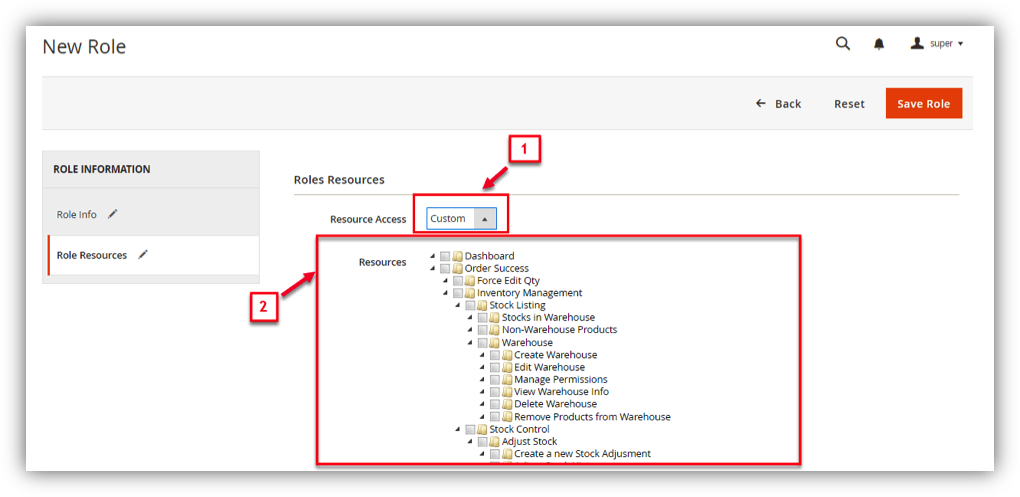 New Role
super
Back Reset Save Role
1
ROLE INFORMATION
Roles Resources
Role Info
Resource Access Custom
Role Resources
Resources
Dashboard
Order Success
Force Edit Qty
Inventory Management
2
Stock Listing
Stocks in Warehouse
Non-Warehouse Products
Warehouse
Create Warehouse
Edit Warehouse
Manage Permissions
View Warehouse Info
Delete Warehouse
Remove Products from Warehouse
Stock Control
Adjust Stock
Create a new Stock Adjusment